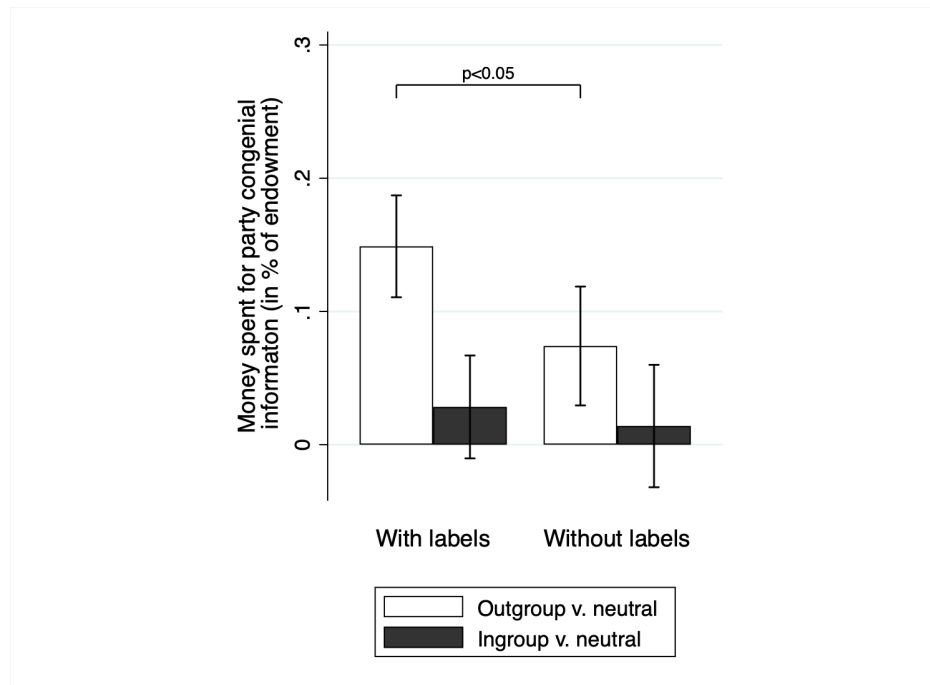 Money spent for party congenial
informaton (in % of endowment)
.3
.2
.1
0
p<0.05
With labels
Without labels
Outgroup v. neutral
Ingroup v. neutral